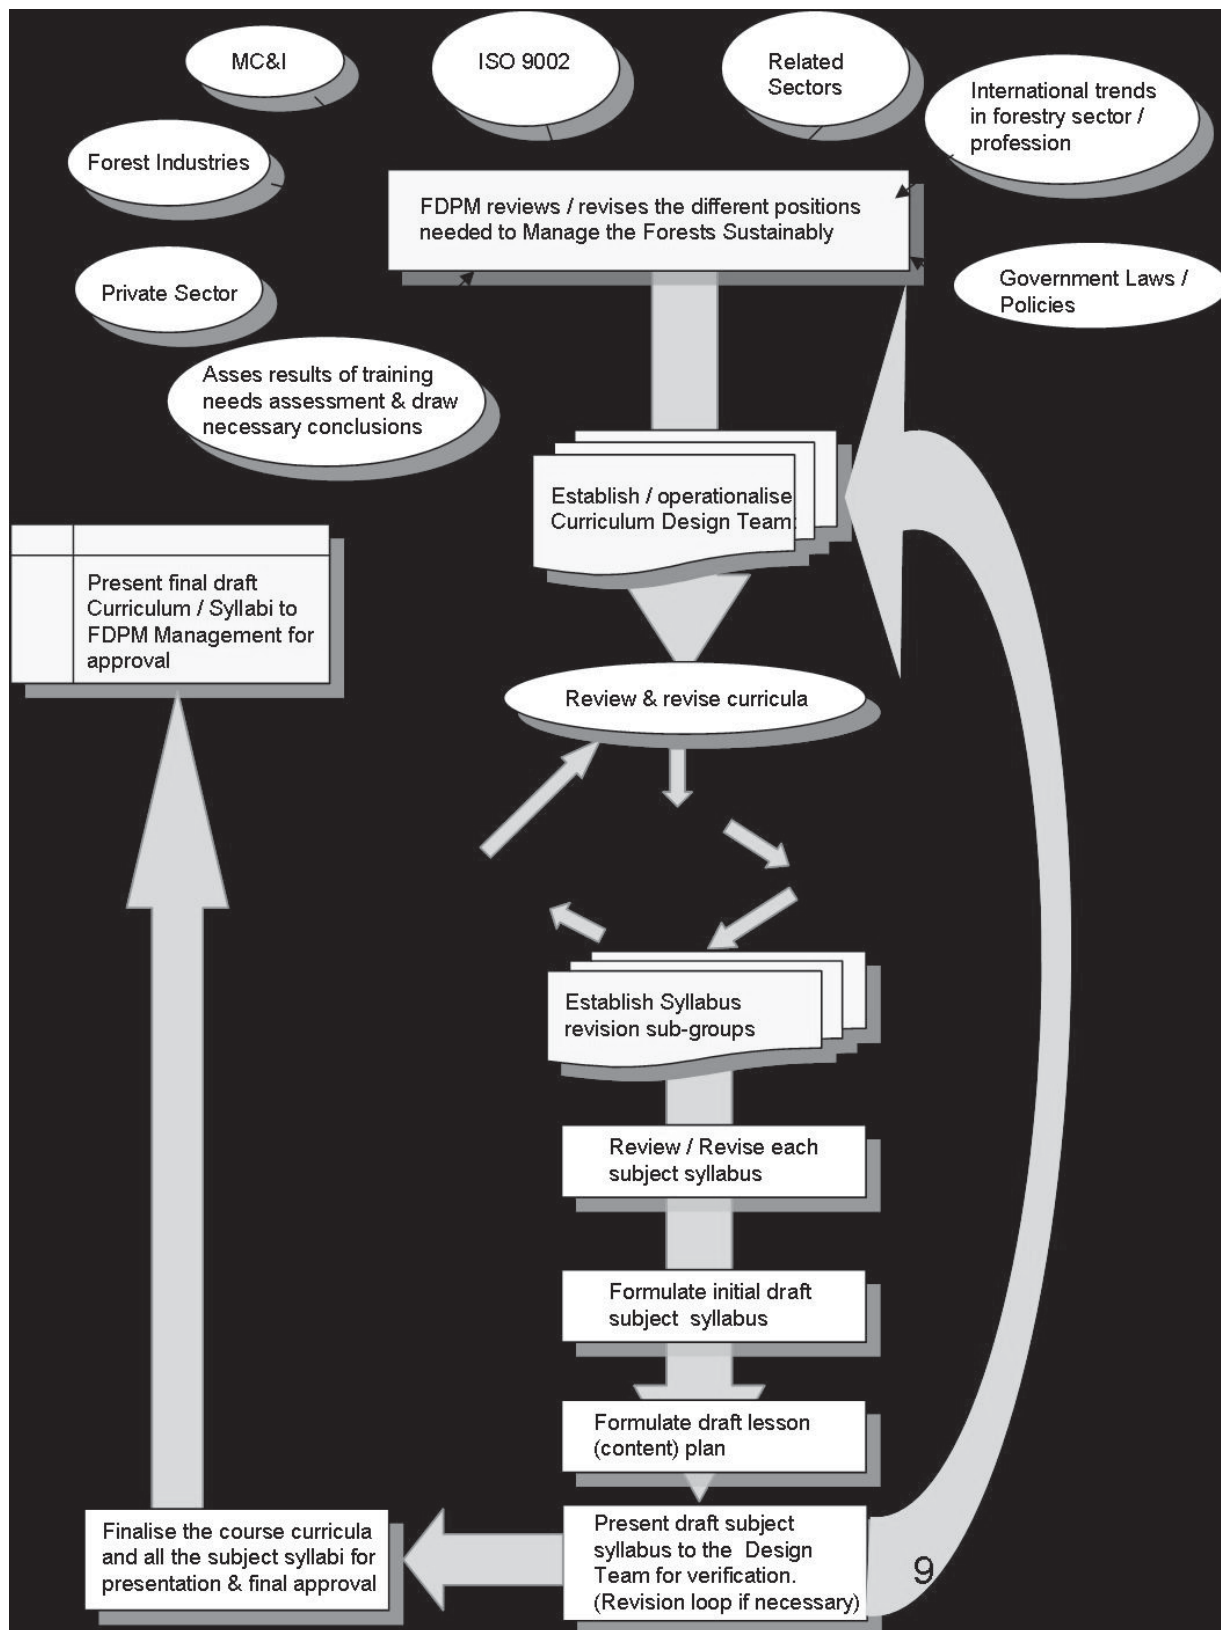 MC&I
ISO 9002
Related
Sectors
International trends
in forestry sector /
profession
Forest Industries
FDPM reviews / revises the different positions
needed to Manage the Forests Sustainably
Private Sector
Government Laws /
Policies
Asses results of training
needs assessment & draw
necessary conclusions
Establish / operationalise
Curriculum Design Team:
Present final draft
Curriculum / Syllabi to
FDPM Management for
approval
Review & revise curricula
Establish Syllabus
revision sub-groups
Review / Revise each
subject syllabus
Formulate initial draft
subject syllabus
Formulate draft lesson
(content) plan
Present draft subject
syllabus to the Design
Team for verification.
(Revision loop if necessary)
Finalise the course curricula
and all the subject syllabi for
presentation & final approval
9